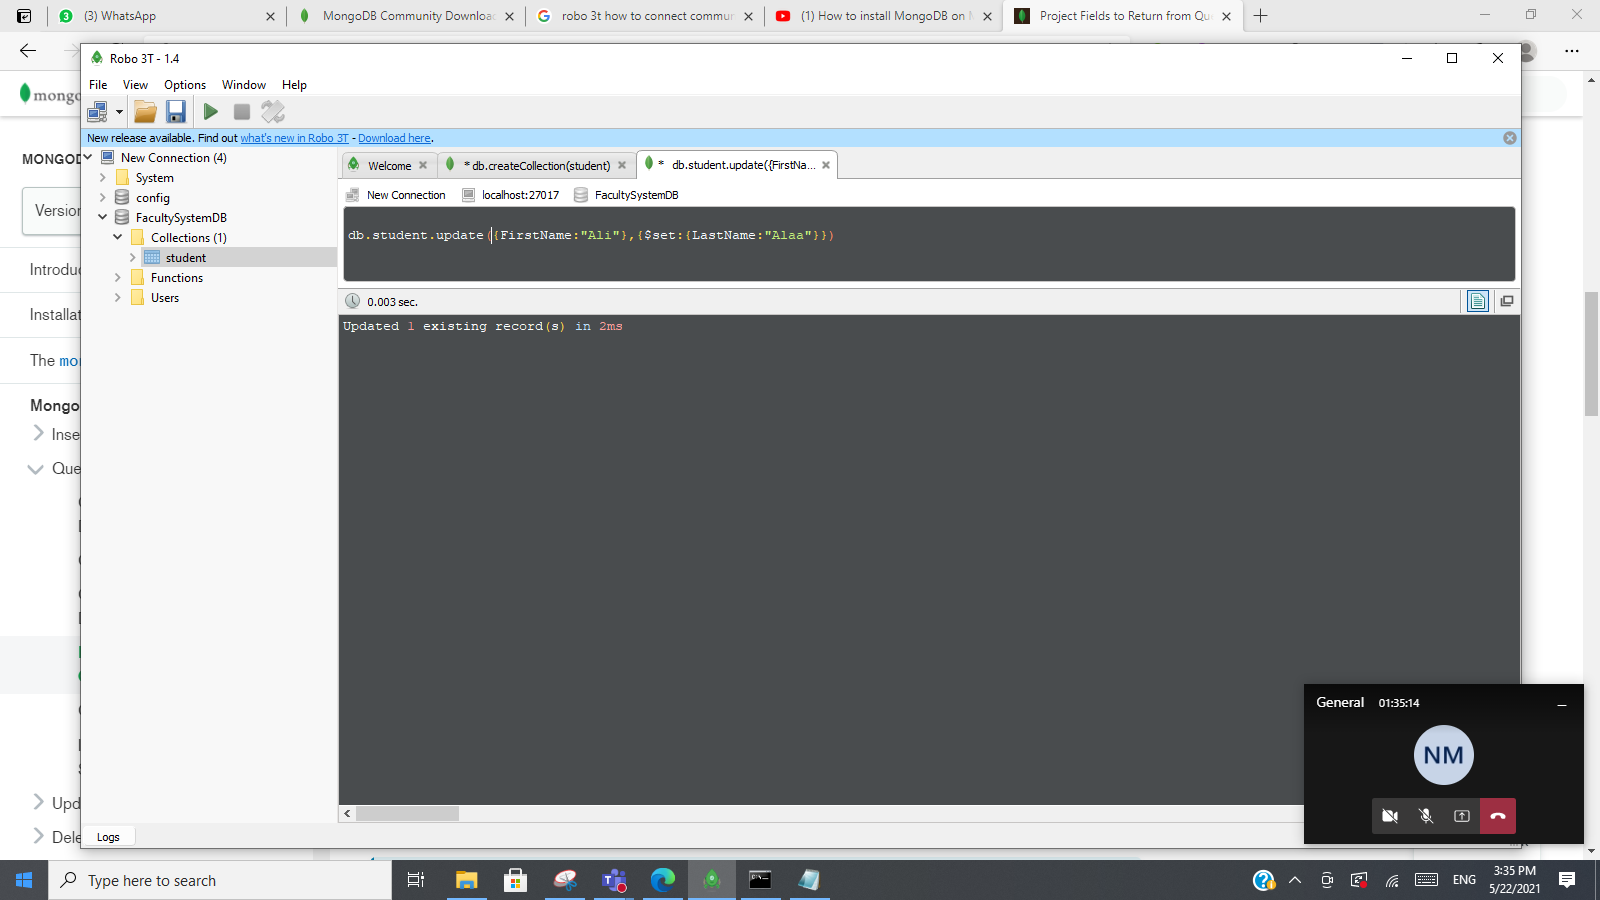 (3) WhatsApp
MongoDB Community Downloa
robo 3t how to connect commu
(1) How to install MongoDB on
Project Fields to Return from Qu
mongo
Robo 3T - 1.4
File View Options Window Help
New release available. Find out what's new in Robo 3T - Download here.
MONGOD
Version
Introduc
Installat
The mo
Mongo
Inse
Que
Upd
Dele
New Connection (4)
System
config
FacultySystemDB
Collections (1)
student
Functions
Users
Welcome
* db.createCollection(student)
* db.student.update({FirstNa...
New Connection localhost:27017 FacultySystemDB
db.student.update({FirstName:"Ali"},{$set:{LastName:"Alaa"}})
0.003 sec.
Updated 1 existing record(s) in 2ms
Logs
General 01:35:14
NM
Type here to search
ENG
3:35 PM
5/22/2021